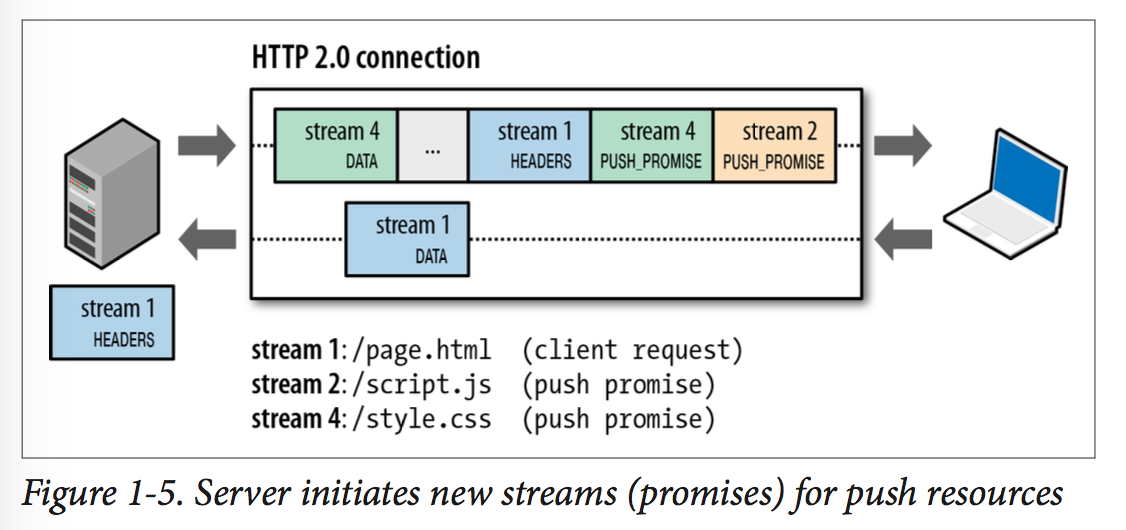 HTTP 2.0 connection
stream 4
DATA
...
stream 1
HEADERS
stream 4
PUSH_PROMISE
stream 2
PUSH_PROMISE
stream 1
DATA
stream 1
HEADERS
stream 1: /page.html (client request)
stream 2: /script.js (push promise)
stream 4: /style.css (push promise)
Figure 1-5. Server initiates new streams (promises) for push resources